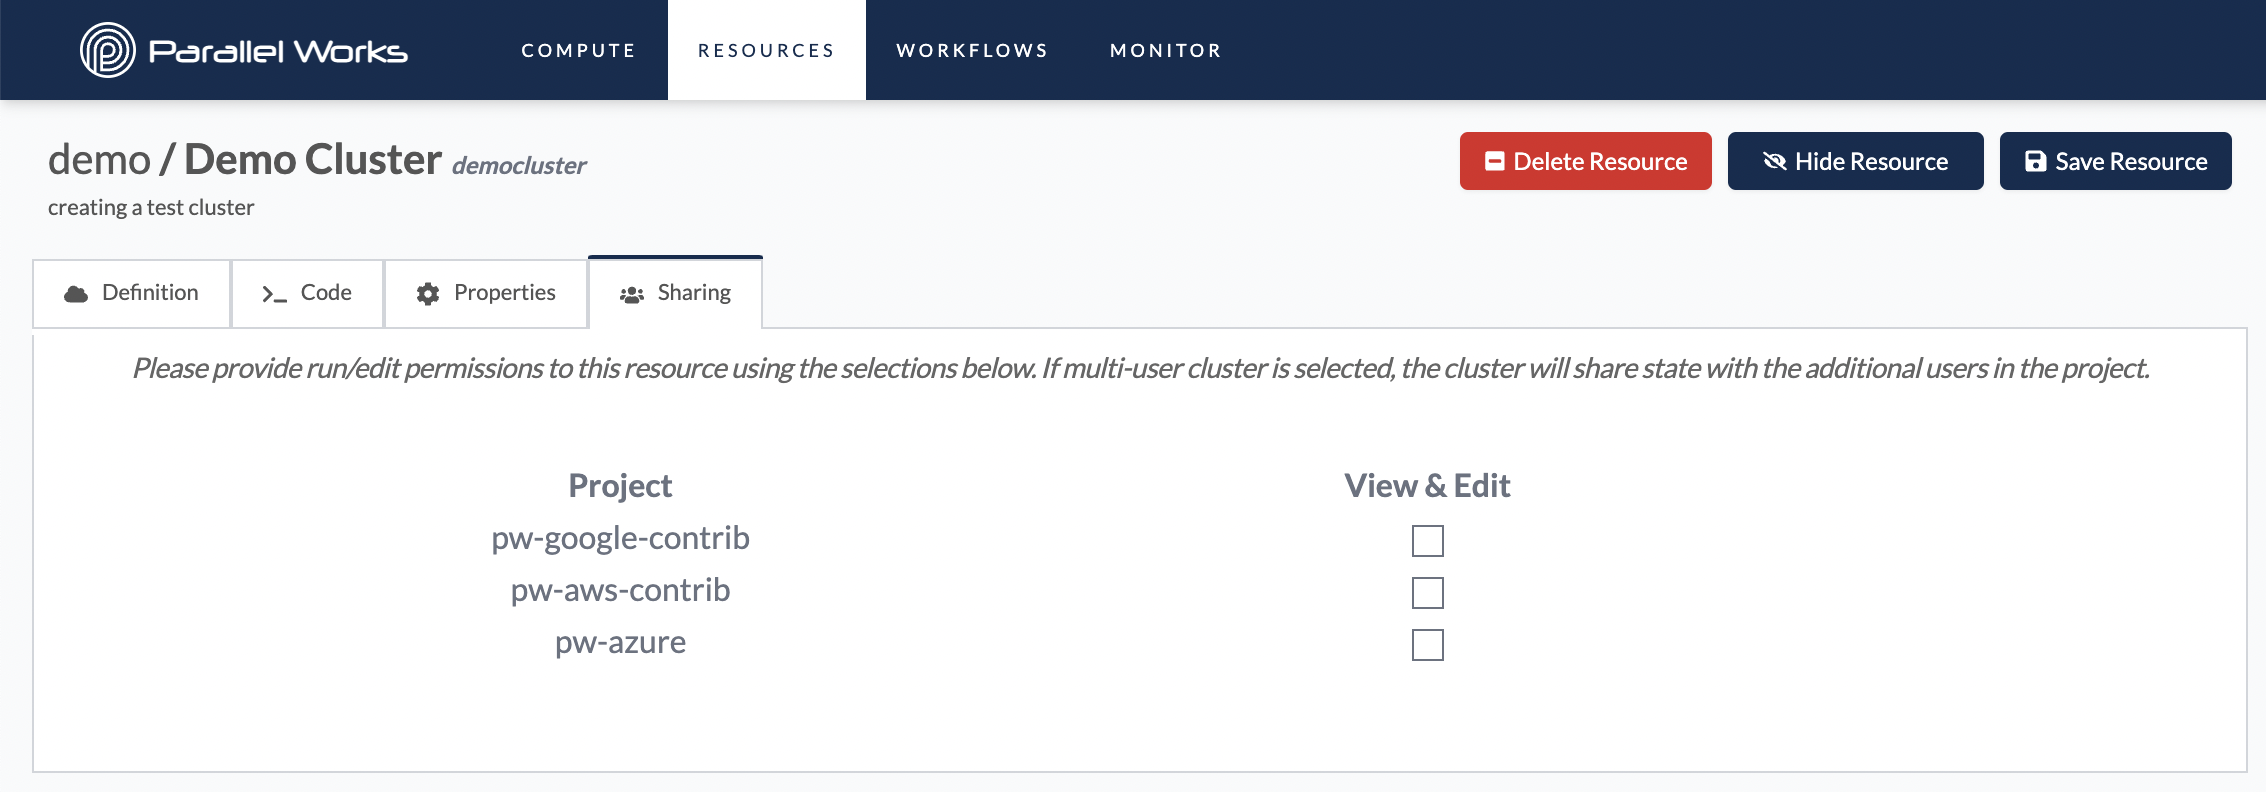 Parallel Works COMPUTE RESOURCES WORKFLOWS MONITOR
demo / Demo Cluster democluster
Delete Resource Hide Resource Save Resource
creating a test cluster
Definition Code Properties Sharing
Please provide run/edit permissions to this resource using the selections below. If multi-user cluster is selected, the cluster will share state with the additional users in the project.
Project View & Edit
pw-google-contrib
pw-aws-contrib
pw-azure